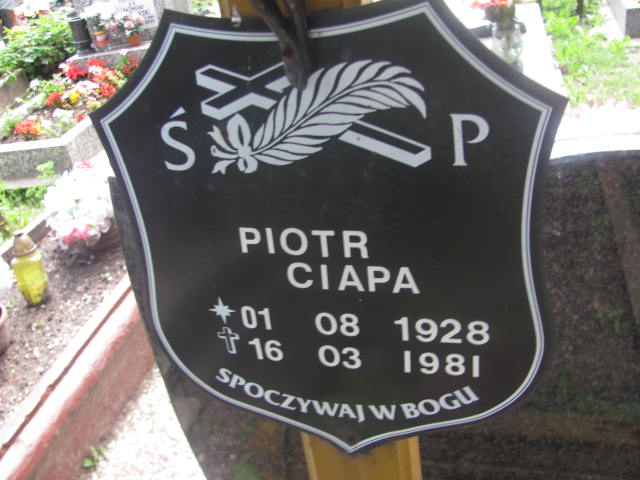 Ś P
PIOTR
CIAPA
01 08 1928
16 03 1981
SPOCZYWAJ W BOGU